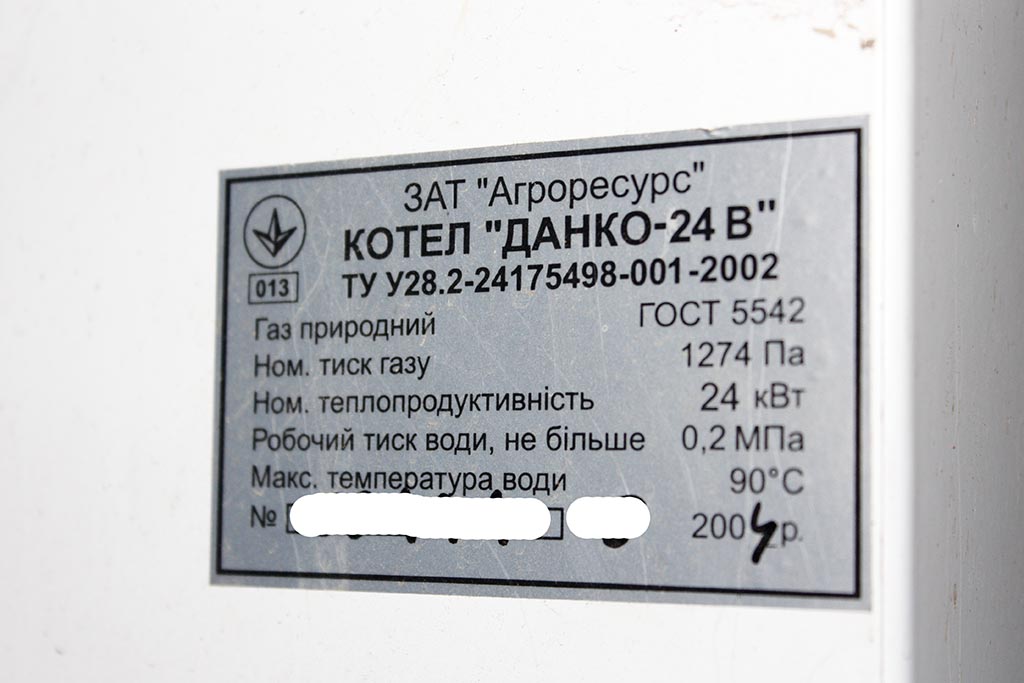 ЗАТ "Агроресурс"
КОТЕЛ "ДАНКО-24 В"
013
ТУ У28.2-24175498-001-2002
Газ природний ГОСТ 5542
Ном. тиск газу 1274 Па
Ном. теплопродуктивність 24 кВт
Робочий тиск води, не більше 0,2 МПа
Макс. температура води 90°С
№ 2004 р.